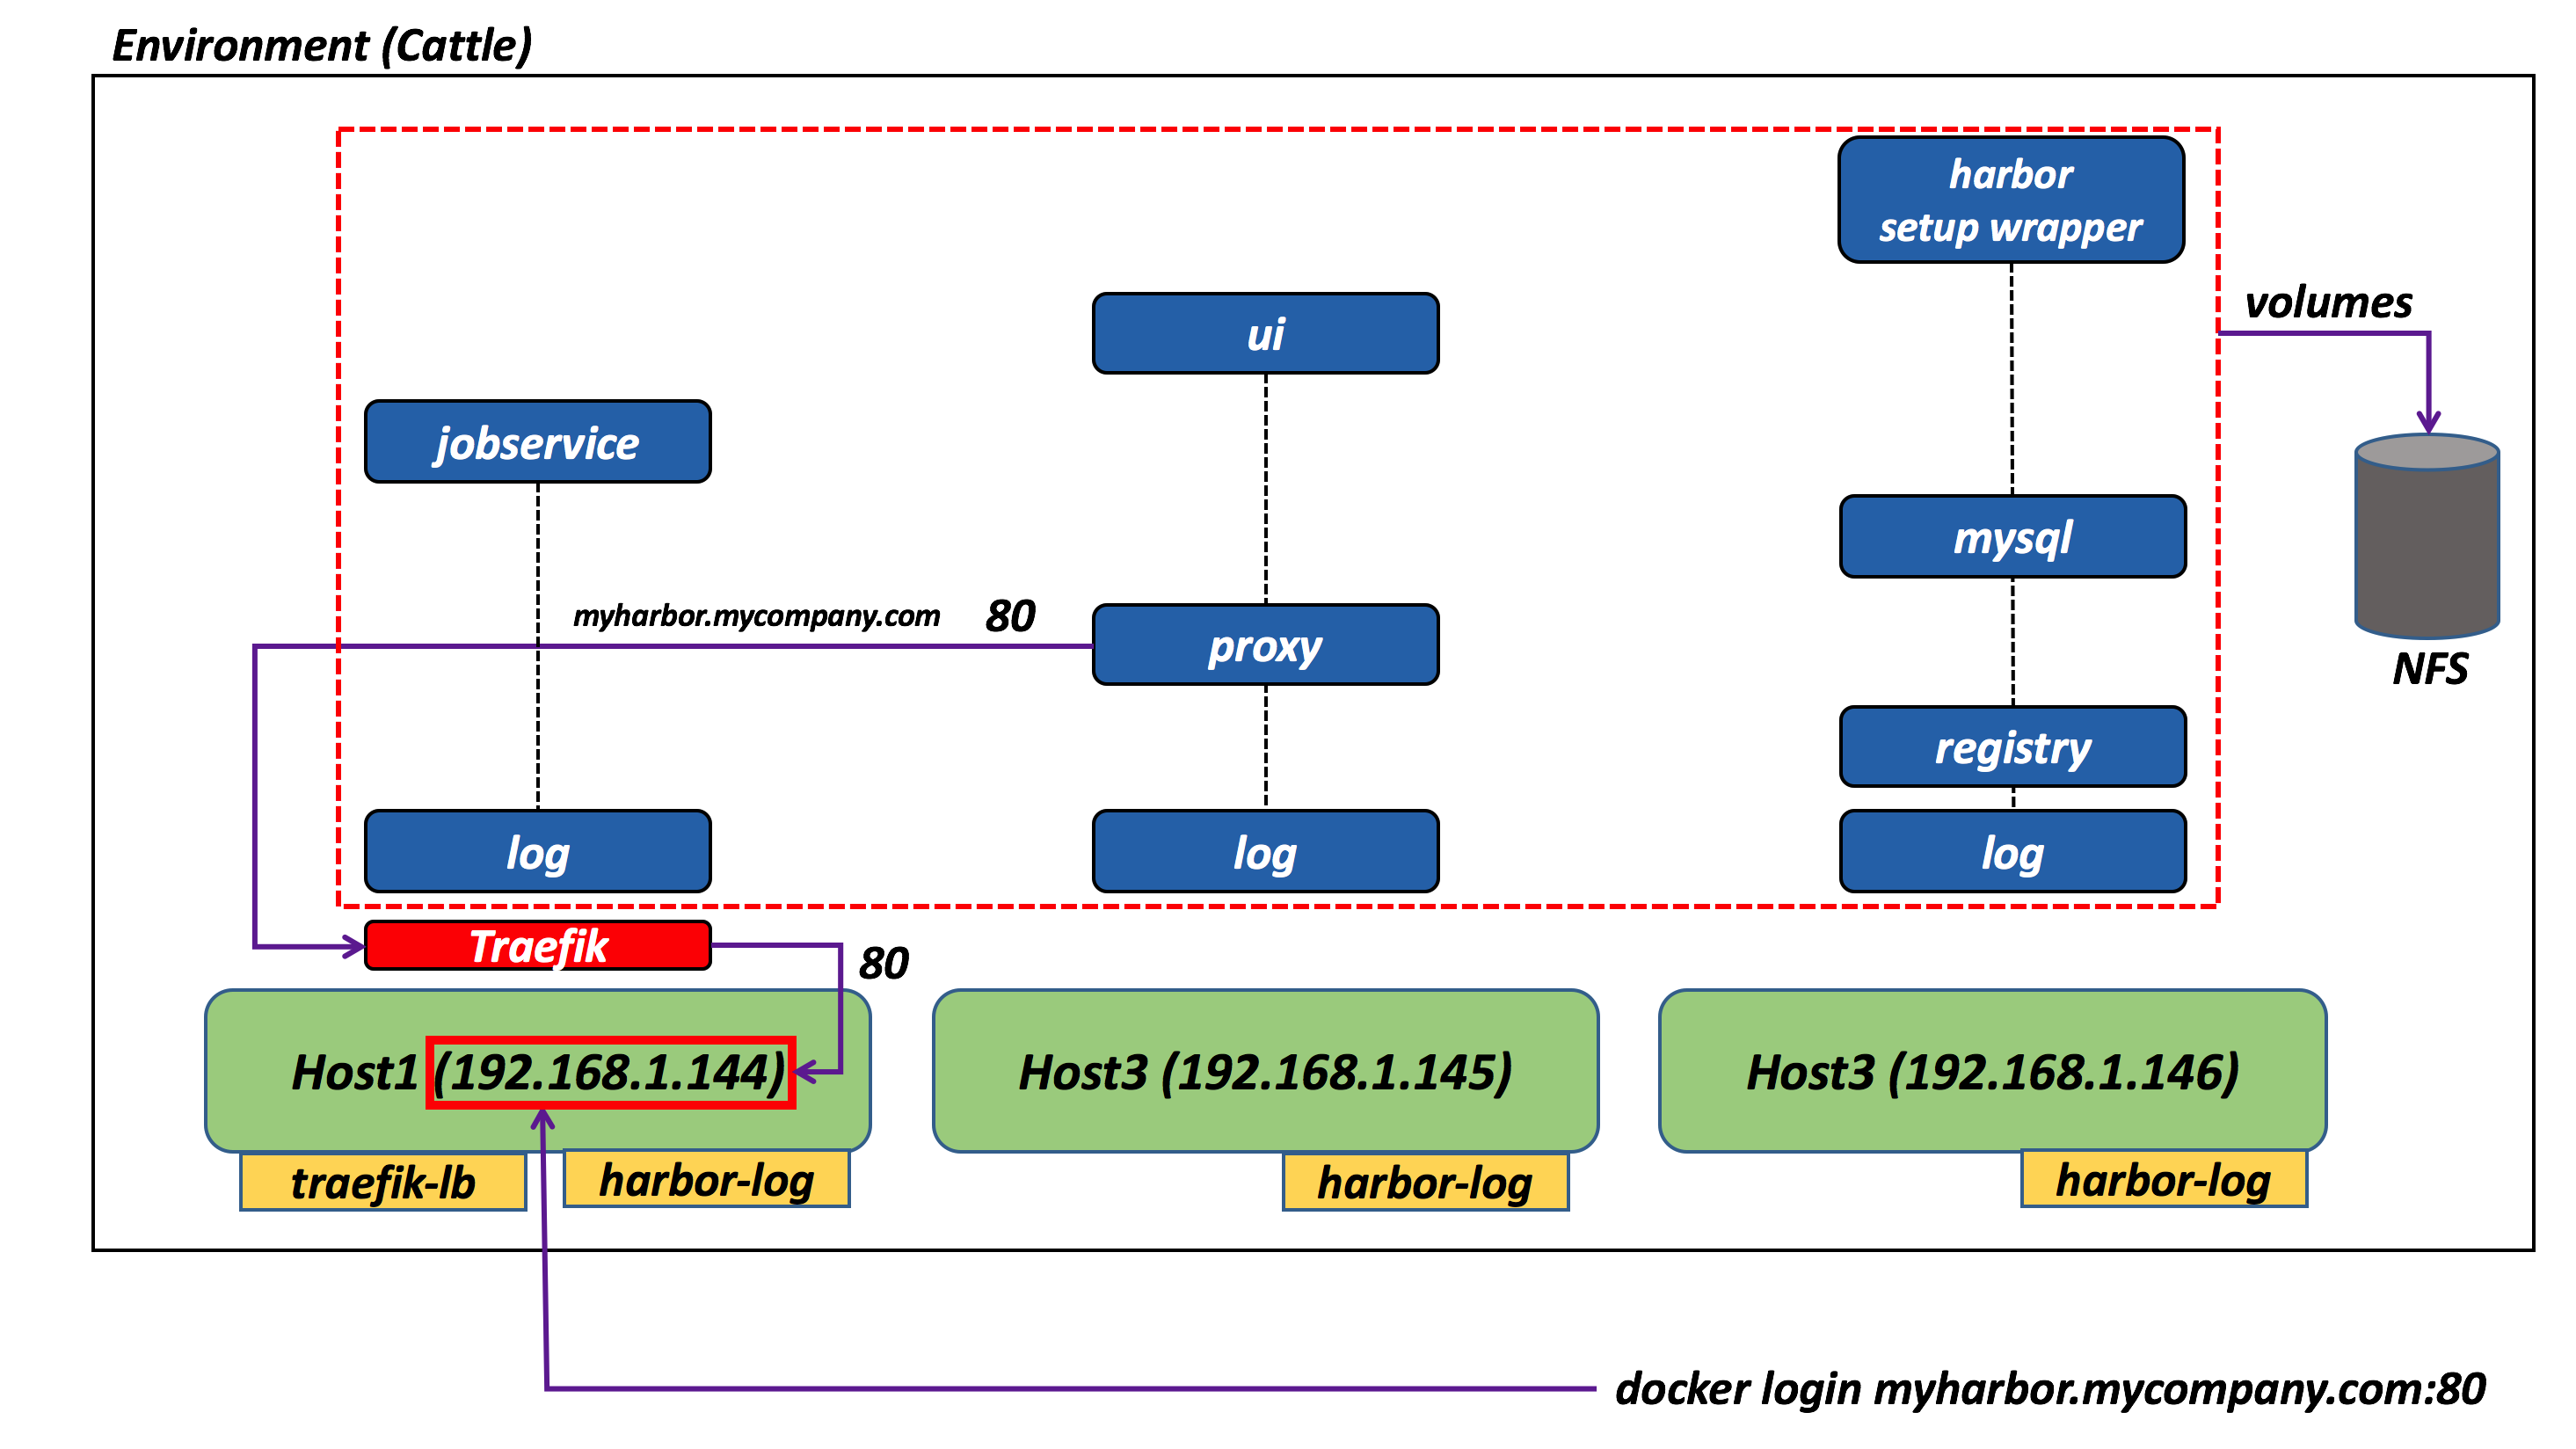 Environment (Cattle)
harbor
setup wrapper
volumes
ui
jobservice
mysql
myharbor.mycompany.com 80
proxy
NFS
registry
log
log
log
Traefik
80
Host1 (192.168.1.144)
Host3 (192.168.1.145)
Host3 (192.168.1.146)
traefik-lb
harbor-log
harbor-log
harbor-log
docker login myharbor.mycompany.com:80